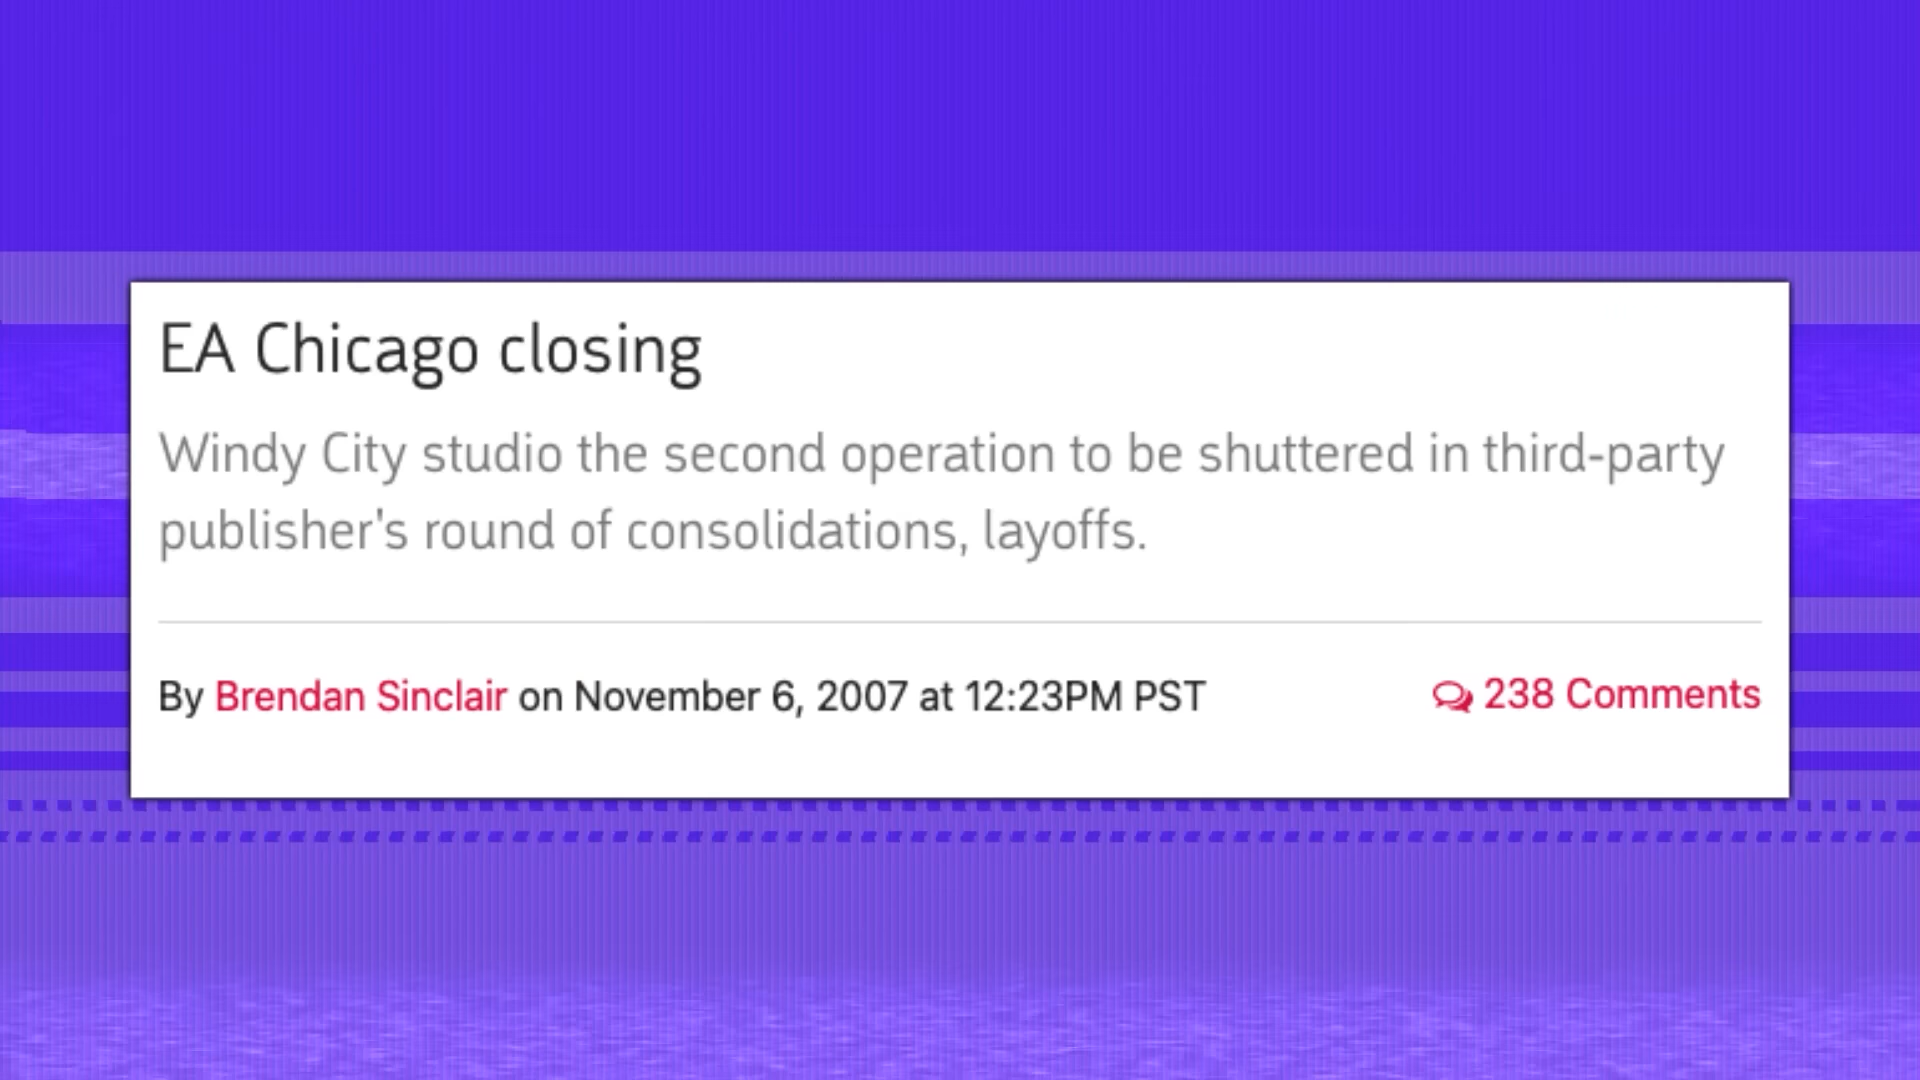 EA Chicago closing
Windy City studio the second operation to be shuttered in third-party
publisher's round of consolidations, layoffs.
By Brendan Sinclair on November 6, 2007 at 12:23PM PST
238 Comments